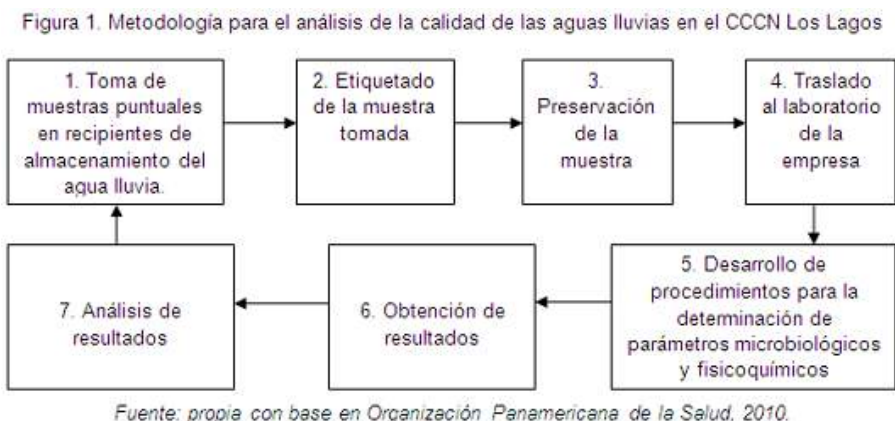 Figura 1. Metodología para el análisis de la calidad de las aguas lluvias en el CCCN Los Lagos
1. Toma de
muestras puntuales
en recipientes de
almacenamiento del
agua lluvia.
2. Etiquetado
de la muestra
tomada
3.
Preservación
de la
muestra
4. Traslado
al laboratorio
de la
empresa
5. Desarrollo de
procedimientos para la
determinación de
parámetros microbiológicos
y fisicoquímicos
6. Obtención de
resultados
7. Análisis de
resultados
Fuente: propia con base en Organización Panamericana de la Salud, 2010.